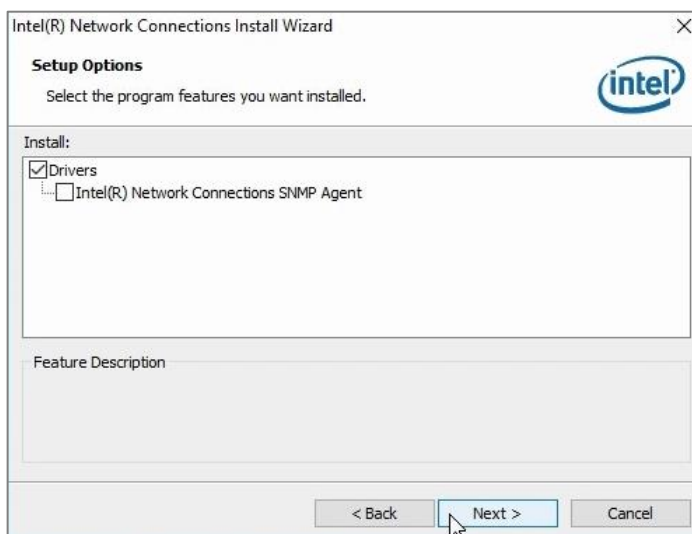 Intel(R) Network Connections Install Wizard
Setup Options
Select the program features you want installed.
intel
Install:
Drivers
Intel(R) Network Connections SNMP Agent
Feature Description
< Back
Next >
Cancel